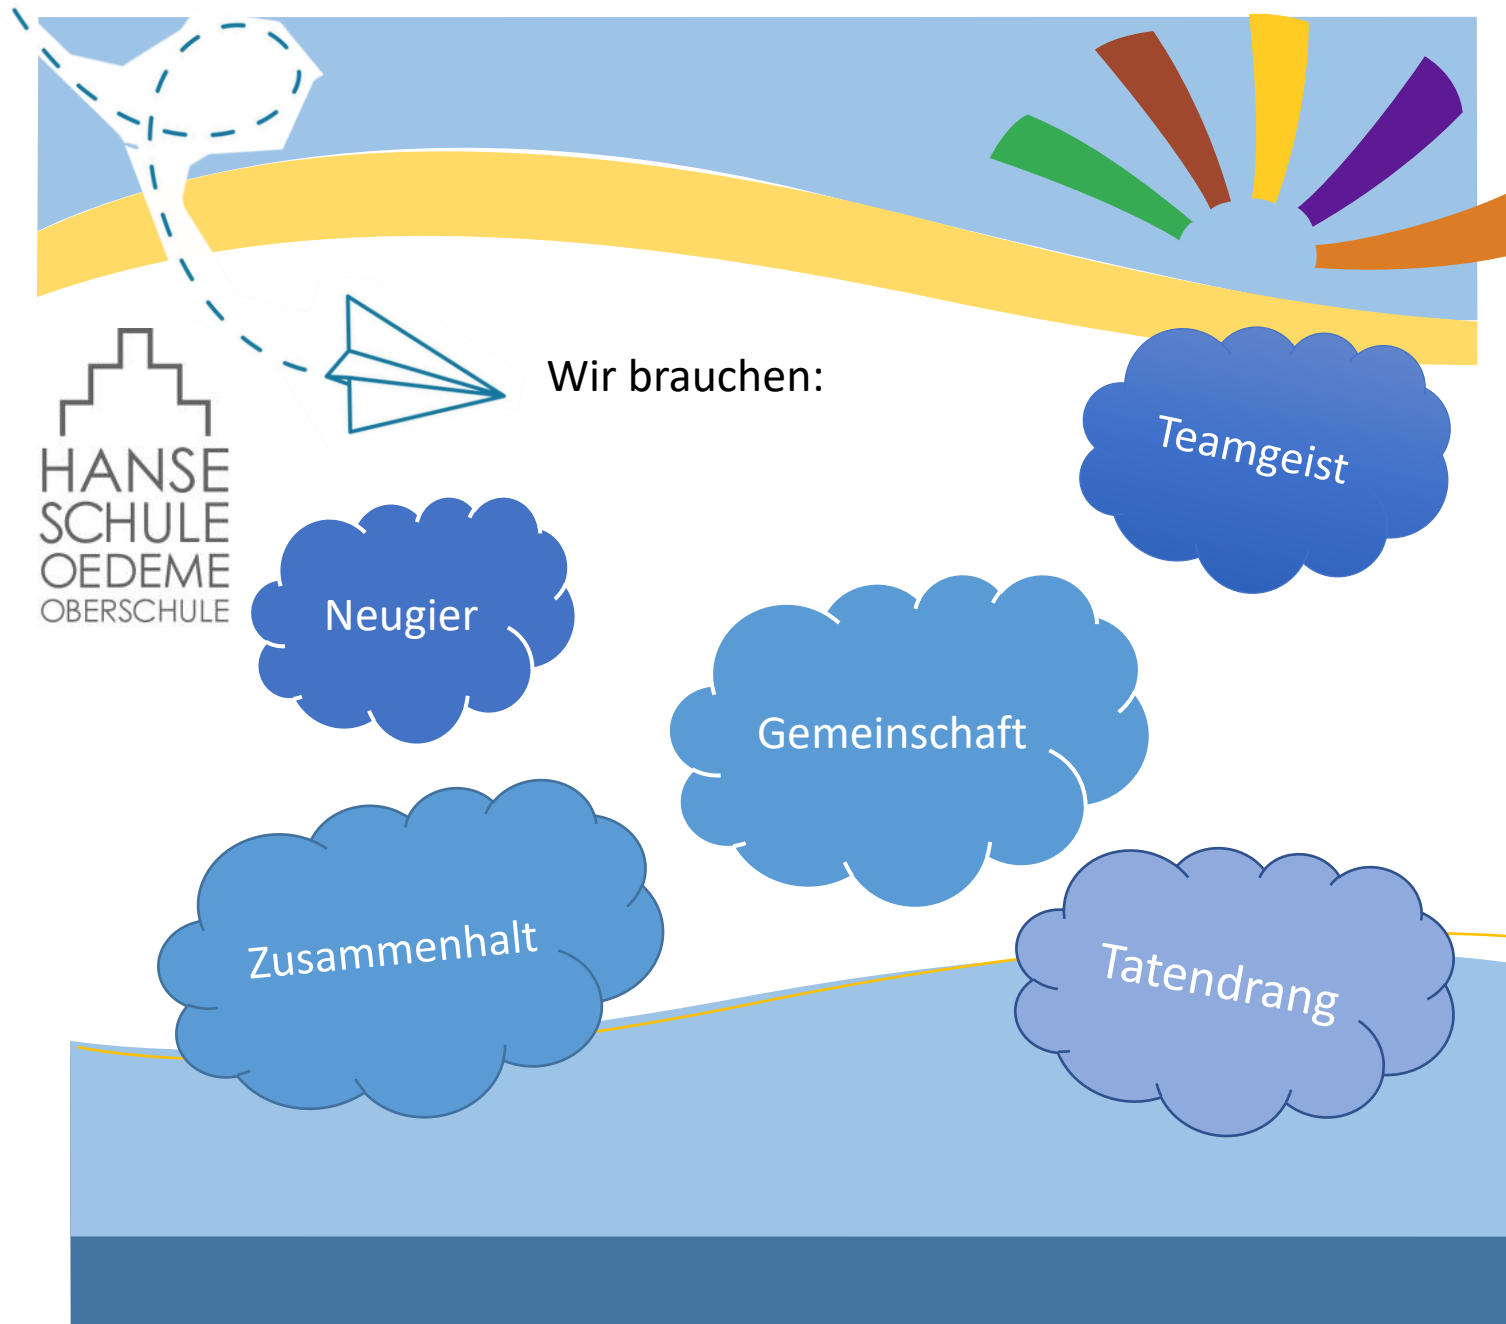 Wir brauchen:
Teamgeist
HANSE
SCHULE
OEDEME
OBERSCHULE
Neugier
Gemeinschaft
Zusammenhalt
Tatendrang